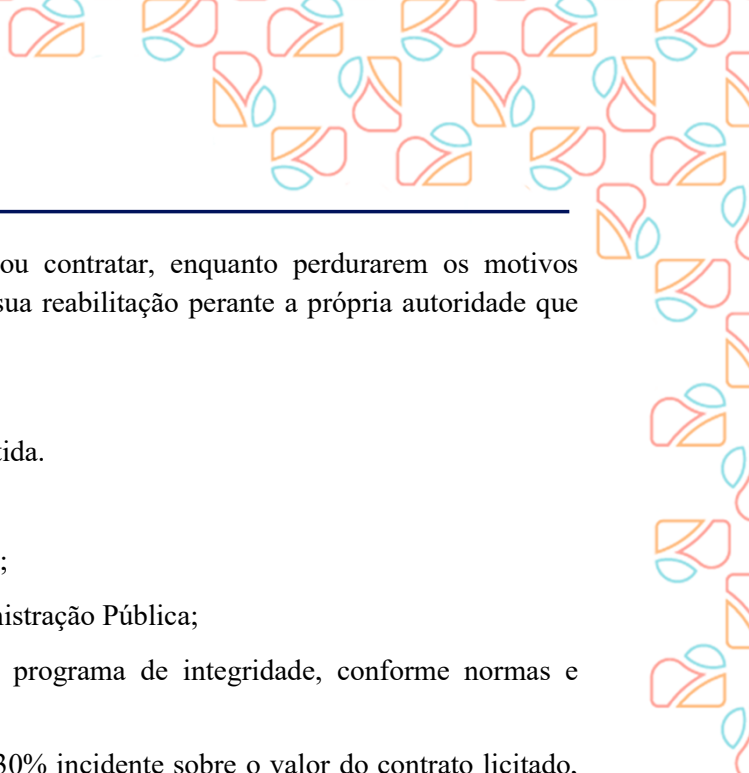 ou contratar, enquanto perdurarem os motivos
sua reabilitação perante a própria autoridade que
ida.
;
nistração Pública;
programa de integridade, conforme normas e
30% incidente sobre o valor do contrato licitado,